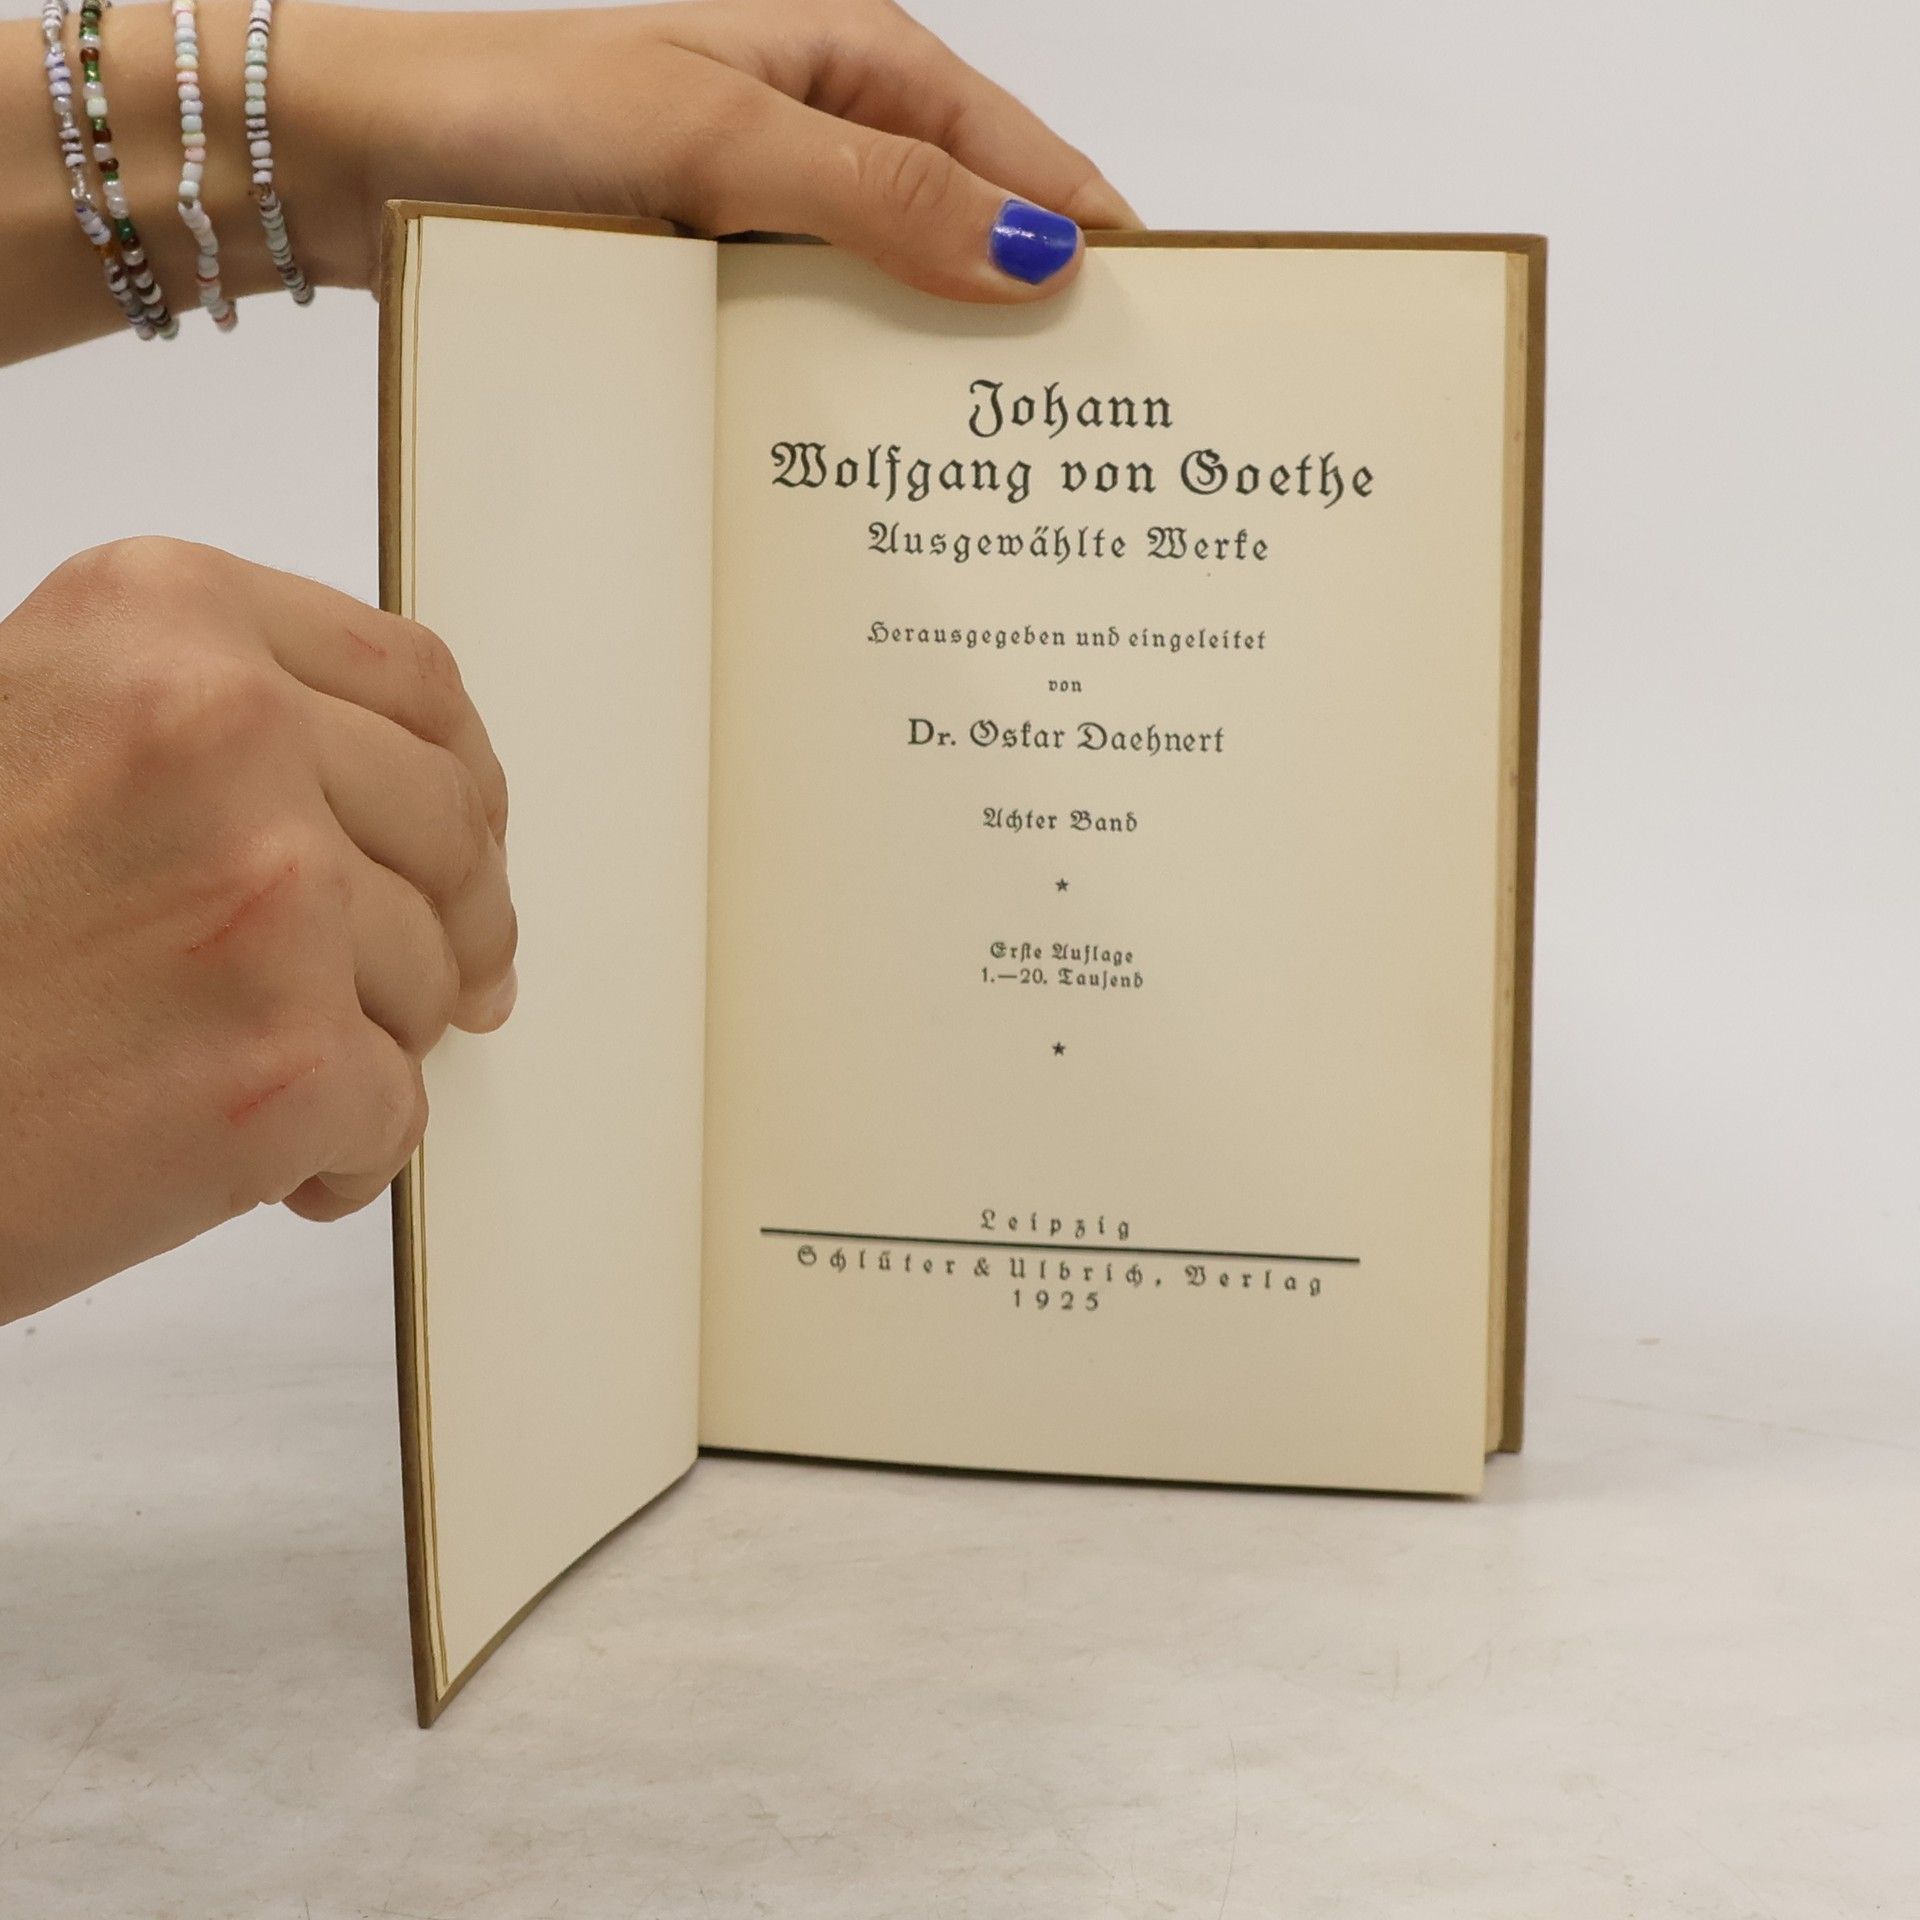 Johann
Wolfgang von Goethe
Ausgewählte Werke
Herausgegeben und eingeleitet
von
Dr. Oskar Daehnert
Achter Band
★
Erste Auflage
1.—20. Tausend
★
Leipzig
Schlüter & Ulbrich, Verlag
1925